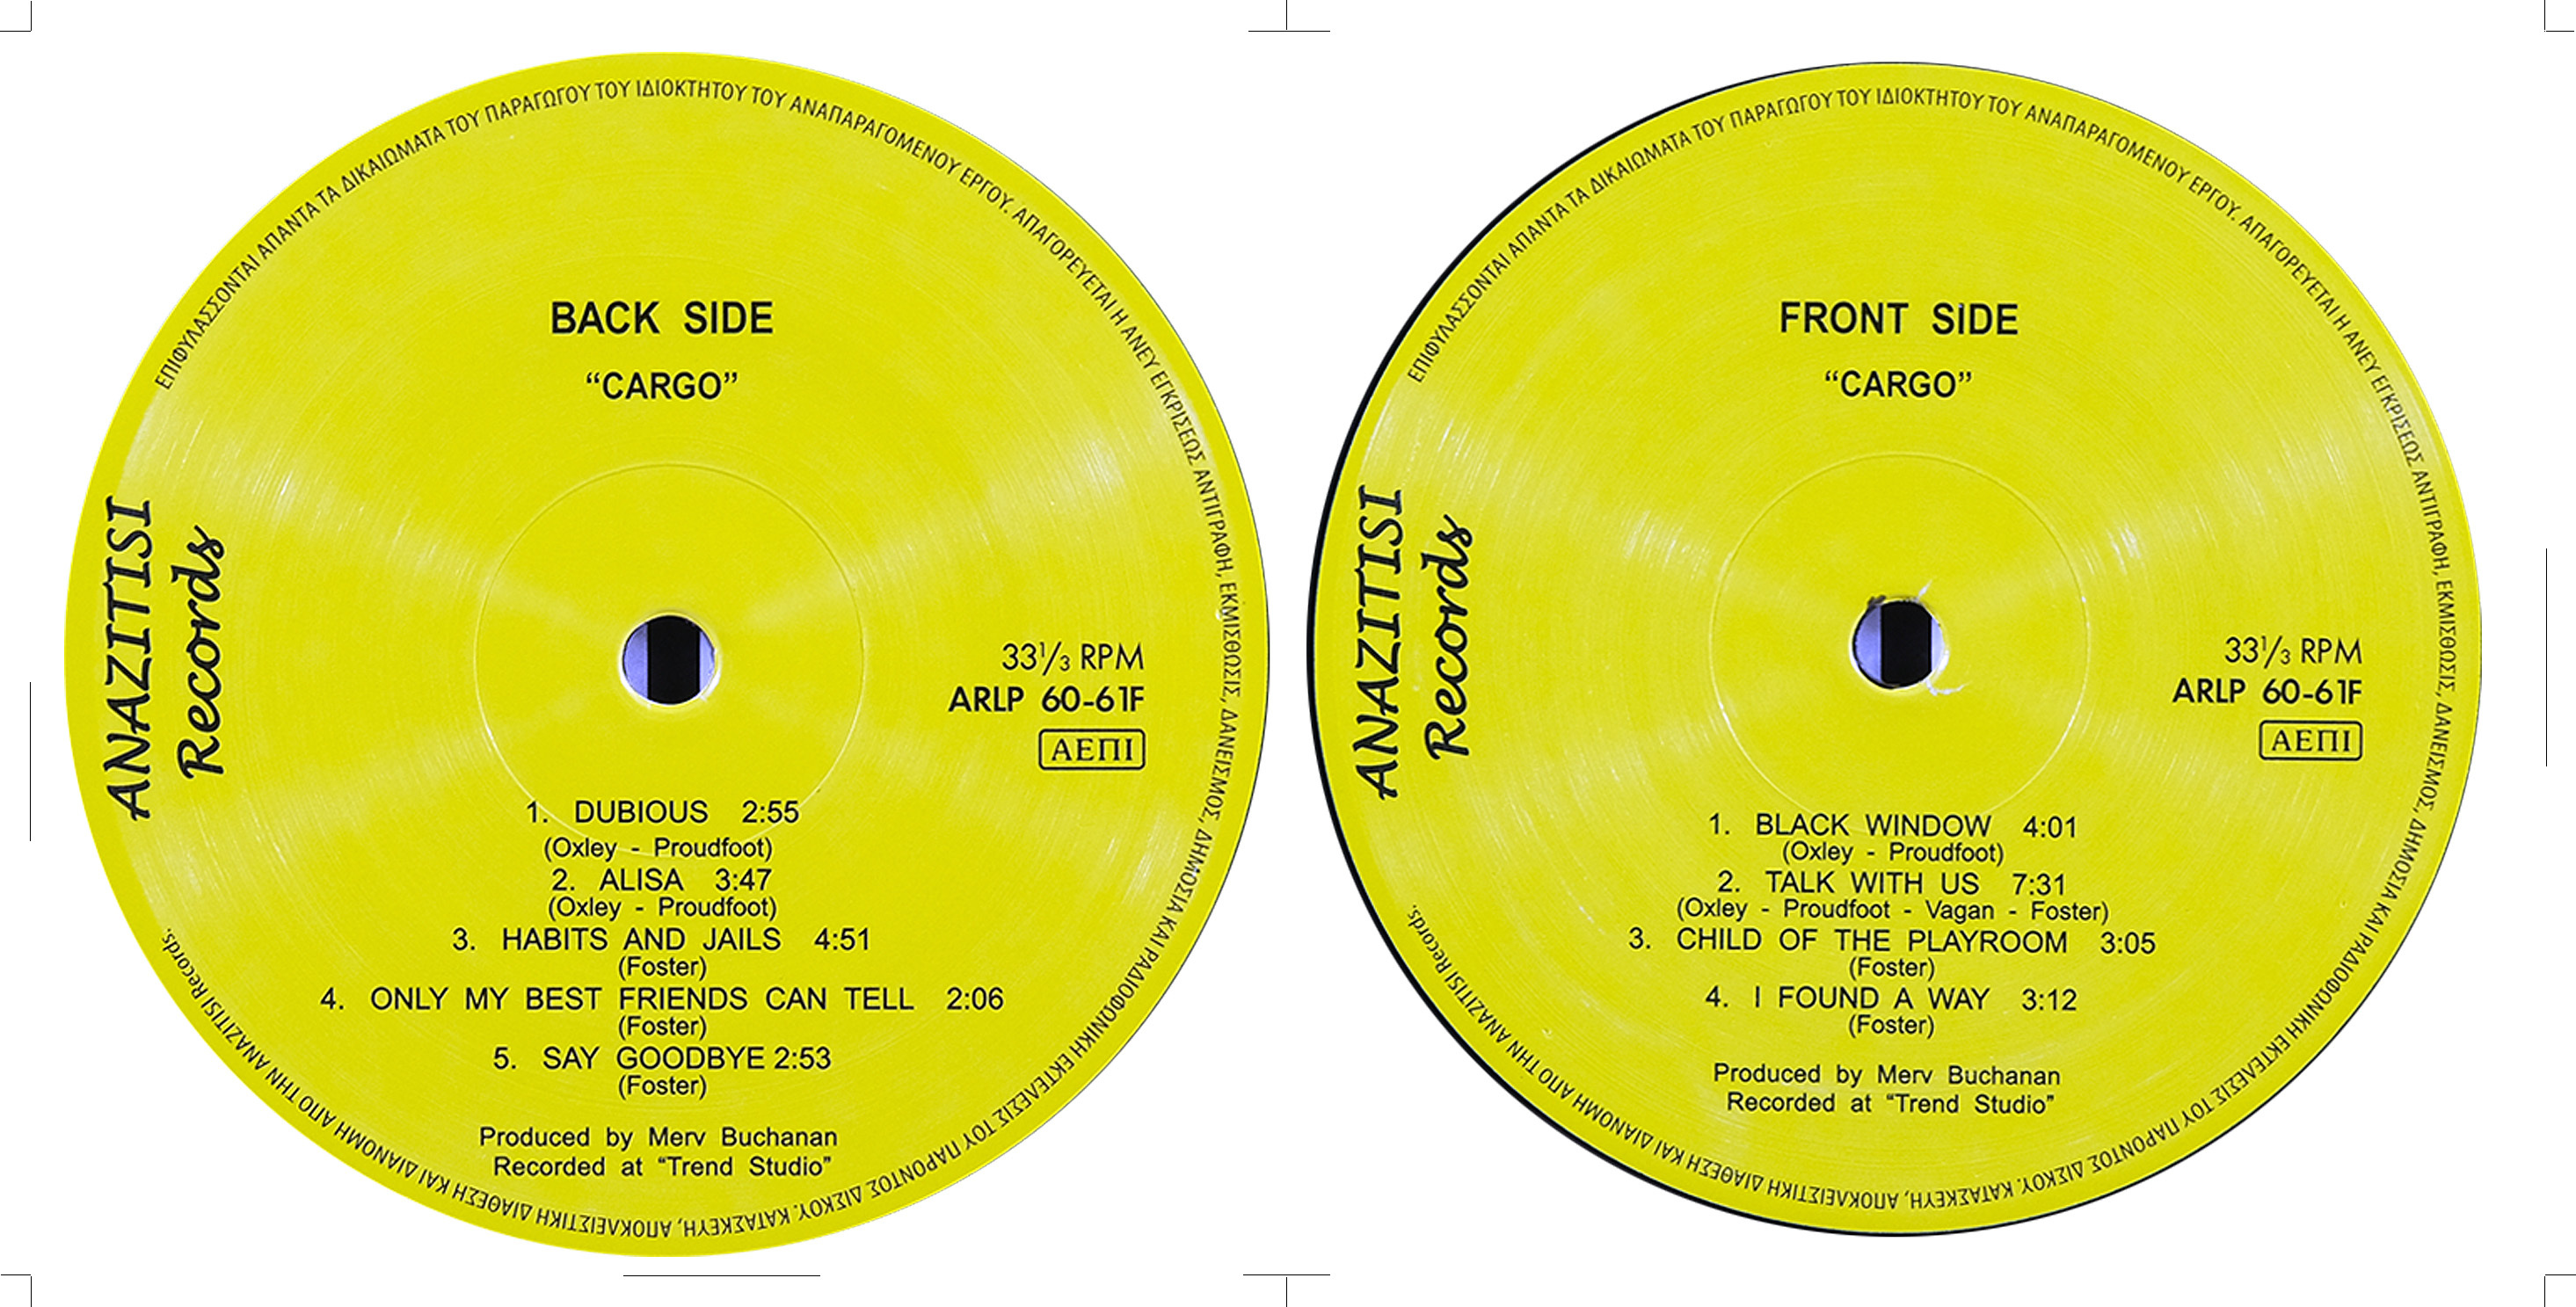 ΕΠΙΦΥΛΑΣΣΟΝΤΑΙ ΑΠΑΝΤΑ ΤΑ ΔΙΚΑΙΩΜΑΤΑ ΤΟΥ ΠΑΡΑΓΩΓΟΥ ΤΟΥ ΙΔΙΟΚΤΗΤΟΥ ΤΟΥ ΑΝΑΠΑΡΑΓΟΜΕΝΟΥ ΕΡΓΟΥ. ΑΠΑΓΟΡΕΥΕΤΑΙ Η ΑΝΕΥ ΕΓΚΡΙΣΕΩΣ ΑΝΤΙΓΡΑΦΗ, ΕΚΜΙΣΘΩΣΙΣ, ΔΑΝΕΙΣΜΟΣ, ΔΗΜΟΣΙΑ ΚΑΙ ΡΑΔΙΟΦΩΝΙΚΗ ΕΚΤΕΛΕΣΙΣ ΤΟΥ ΠΑΡΟΝΤΟΣ ΔΙΣΚΟΥ. ΚΑΤΑΣΚΕΥΗ, ΑΠΟΚΛΕΙΣΤΙΚΗ ΔΙΑΘΕΣΗ ΚΑΙ ΔΙΑΝΟΜΗ ΑΠΟ ΤΗΝ ANAZITISI Records.
BACK SIDE
“CARGO”
ANAZITISI
Records
33 1/3 RPM
ARLP 60-61F
ΑΕΠΙ
1. DUBIOUS 2:55
(Oxley - Proudfoot)
2. ALISA 3:47
(Oxley - Proudfoot)
3. HABITS AND JAILS 4:51
(Foster)
4. ONLY MY BEST FRIENDS CAN TELL 2:06
(Foster)
5. SAY GOODBYE 2:53
(Foster)
Produced by Merv Buchanan
Recorded at “Trend Studio”
ΕΠΙΦΥΛΑΣΣΟΝΤΑΙ ΑΠΑΝΤΑ ΤΑ ΔΙΚΑΙΩΜΑΤΑ ΤΟΥ ΠΑΡΑΓΩΓΟΥ ΤΟΥ ΙΔΙΟΚΤΗΤΟΥ ΤΟΥ ΑΝΑΠΑΡΑΓΟΜΕΝΟΥ ΕΡΓΟΥ. ΑΠΑΓΟΡΕΥΕΤΑΙ Η ΑΝΕΥ ΕΓΚΡΙΣΕΩΣ ΑΝΤΙΓΡΑΦΗ, ΕΚΜΙΣΘΩΣΙΣ, ΔΑΝΕΙΣΜΟΣ, ΔΗΜΟΣΙΑ ΚΑΙ ΡΑΔΙΟΦΩΝΙΚΗ ΕΚΤΕΛΕΣΙΣ ΤΟΥ ΠΑΡΟΝΤΟΣ ΔΙΣΚΟΥ. ΚΑΤΑΣΚΕΥΗ, ΑΠΟΚΛΕΙΣΤΙΚΗ ΔΙΑΘΕΣΗ ΚΑΙ ΔΙΑΝΟΜΗ ΑΠΟ ΤΗΝ ANAZITISI Records.
FRONT SIDE
“CARGO”
ANAZITISI
Records
33 1/3 RPM
ARLP 60-61F
ΑΕΠΙ
1. BLACK WINDOW 4:01
(Oxley - Proudfoot)
2. TALK WITH US 7:31
(Oxley - Proudfoot - Vagan - Foster)
3. CHILD OF THE PLAYROOM 3:05
(Foster)
4. I FOUND A WAY 3:12
(Foster)
Produced by Merv Buchanan
Recorded at “Trend Studio”